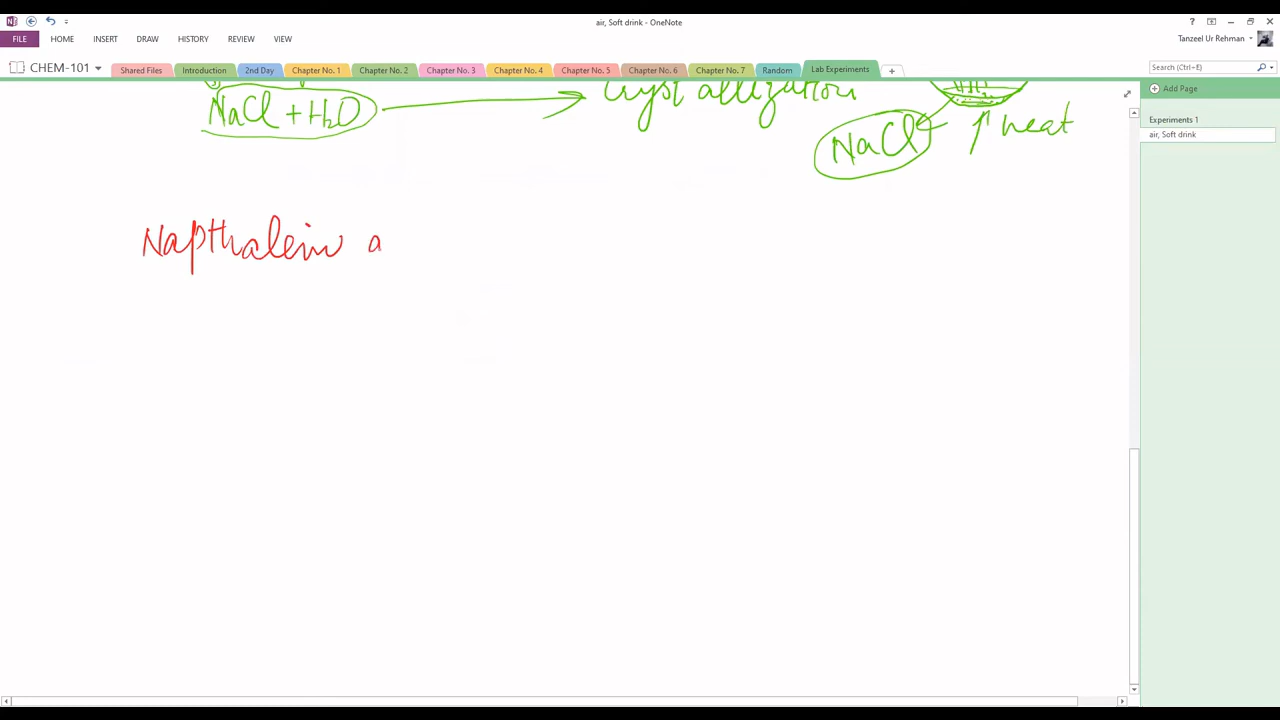 air, Soft drink - OneNote
FILE HOME INSERT DRAW HISTORY REVIEW VIEW
Tanzeel Ur Rehman
CHEM-101 Shared Files Introduction 2nd Day Chapter No. 1 Chapter No. 2 Chapter No. 3 Chapter No. 4 Chapter No. 5 Chapter No. 6 Chapter No. 7 Random Lab Experiments
Search (Ctrl+E)
Add Page
Experiments 1
air, Soft drink
NaCl + H2O Crystallization
NaCl heat
Napthalein a